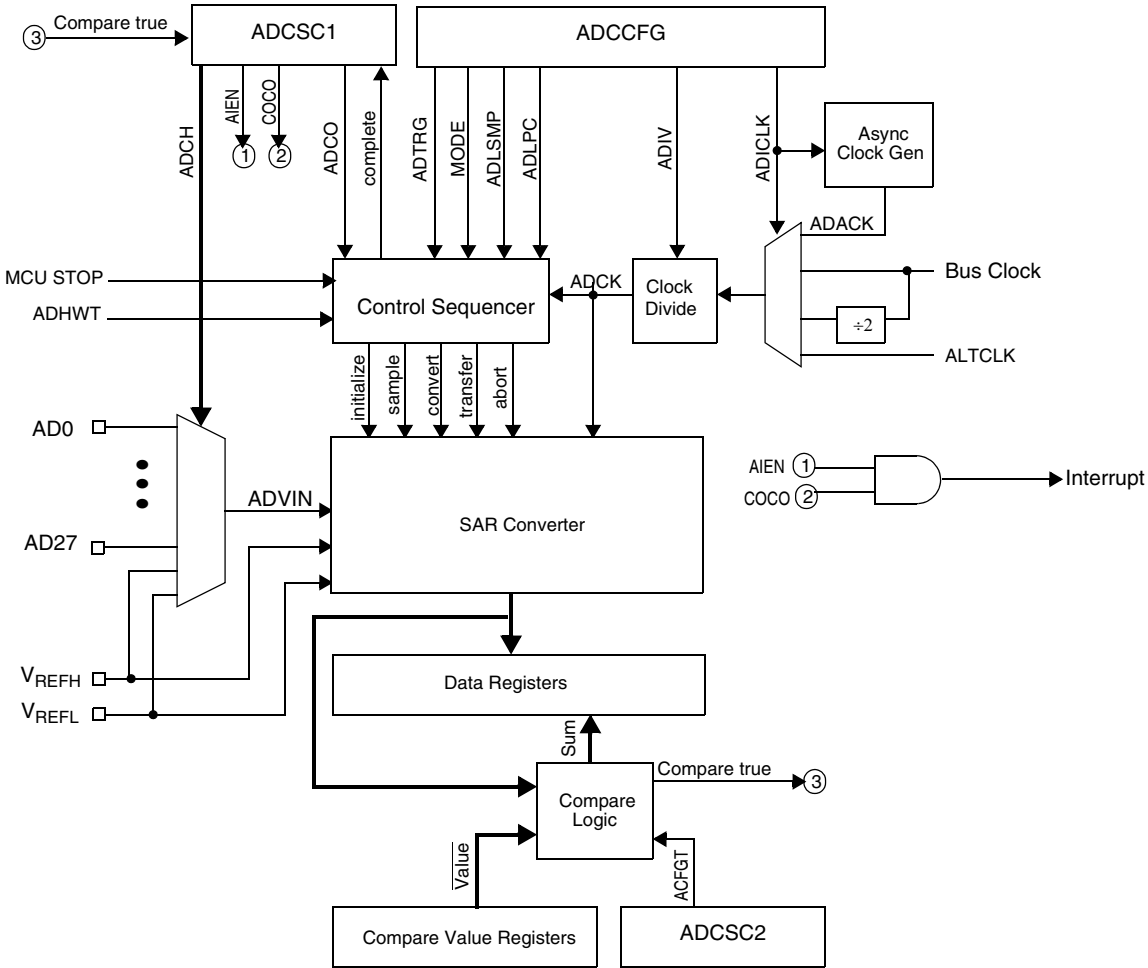 3
Compare true
ADCSC1
ADCCFG
ADCH
AIEN
COCO
ADCO
complete
ADTRG
MODE
ADLSMP
ADLPC
ADIV
ADICLK
Async
Clock Gen
1
2
ADACK
MCU STOP
ADHWT
Control Sequencer
ADCK
Clock
Divide
Bus Clock
÷2
ALTCLK
initialize
sample
convert
transfer
abort
AD0
AD27
ADVIN
SAR Converter
AIEN 1
COCO 2
Interrupt
VREFH
VREFL
Data Registers
Sum
Compare
Logic
Compare true
3
Value
ACFGT
Compare Value Registers
ADCSC2